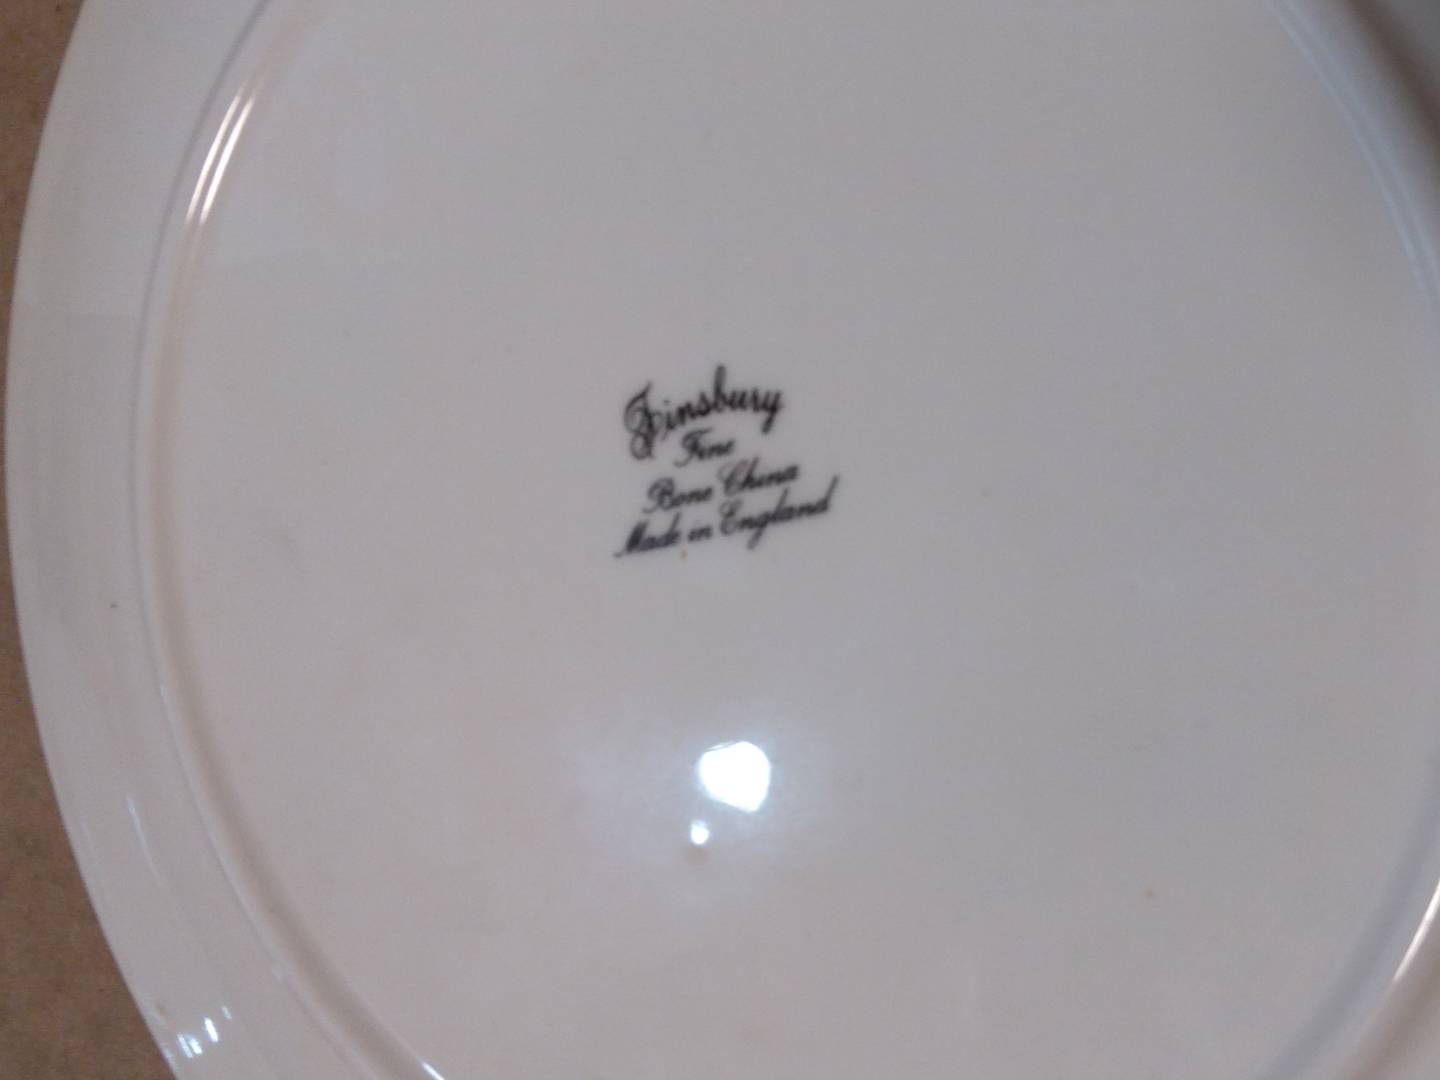 Finsbury
Fine
Bone China
Made in England